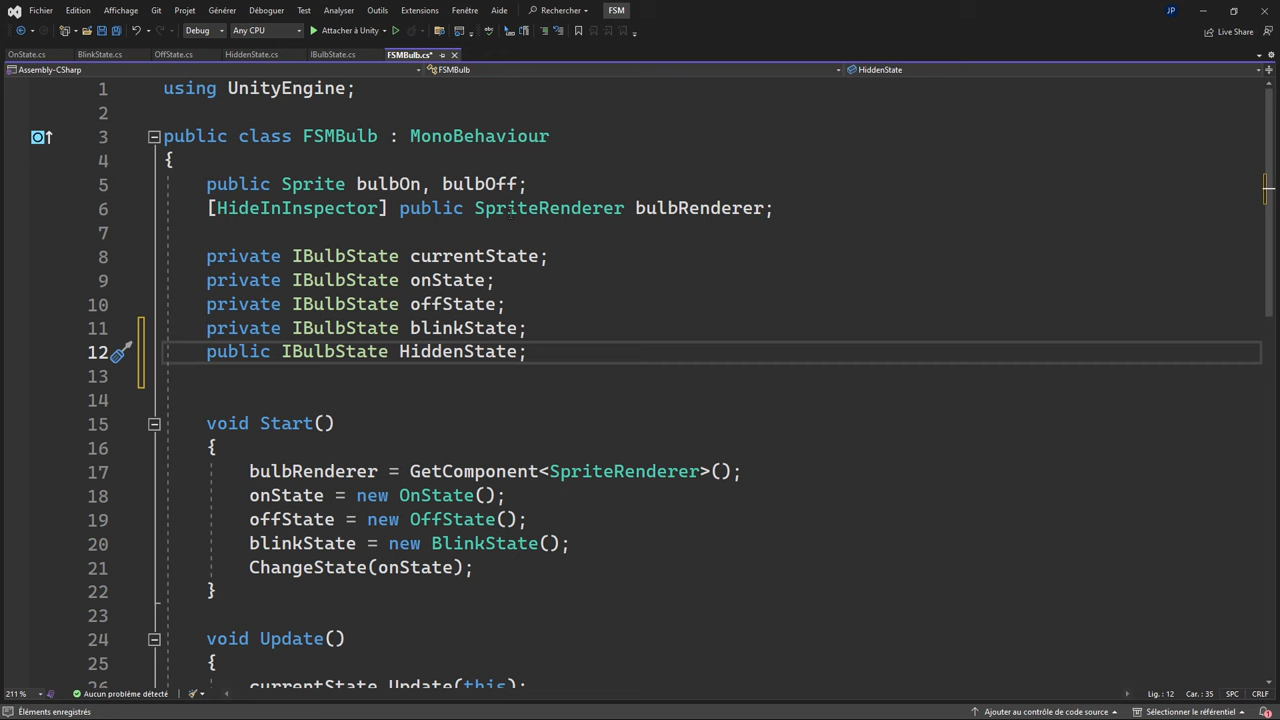 Fichier Edition Affichage Git Projet Générer Déboguer Test Analyser Outils Extensions Fenêtre Aide Rechercher FSM JP
Debug Any CPU Attacher à Unity Live Share
OnState.cs BlinkState.cs OffState.cs HiddenState.cs IBulbState.cs FSMBulb.cs*
Assembly-CSharp FSMBulb HiddenState
1 using UnityEngine;
2
3 public class FSMBulb : MonoBehaviour
4 {
5 public Sprite bulbOn, bulbOff;
6 [HideInInspector] public SpriteRenderer bulbRenderer;
7
8 private IBulbState currentState;
9 private IBulbState onState;
10 private IBulbState offState;
11 private IBulbState blinkState;
12 public IBulbState HiddenState;
13
14
15 void Start()
16 {
17 bulbRenderer = GetComponent<SpriteRenderer>();
18 onState = new OnState();
19 offState = new OffState();
20 blinkState = new BlinkState();
21 ChangeState(onState);
22 }
23
24 void Update()
25 {
26 currentState.Update(this);
211 % Aucun problème détecté Lig. : 12 Car. : 35 SPC CRLF
Éléments enregistrés Ajouter au contrôle de code source Sélectionner le référentiel